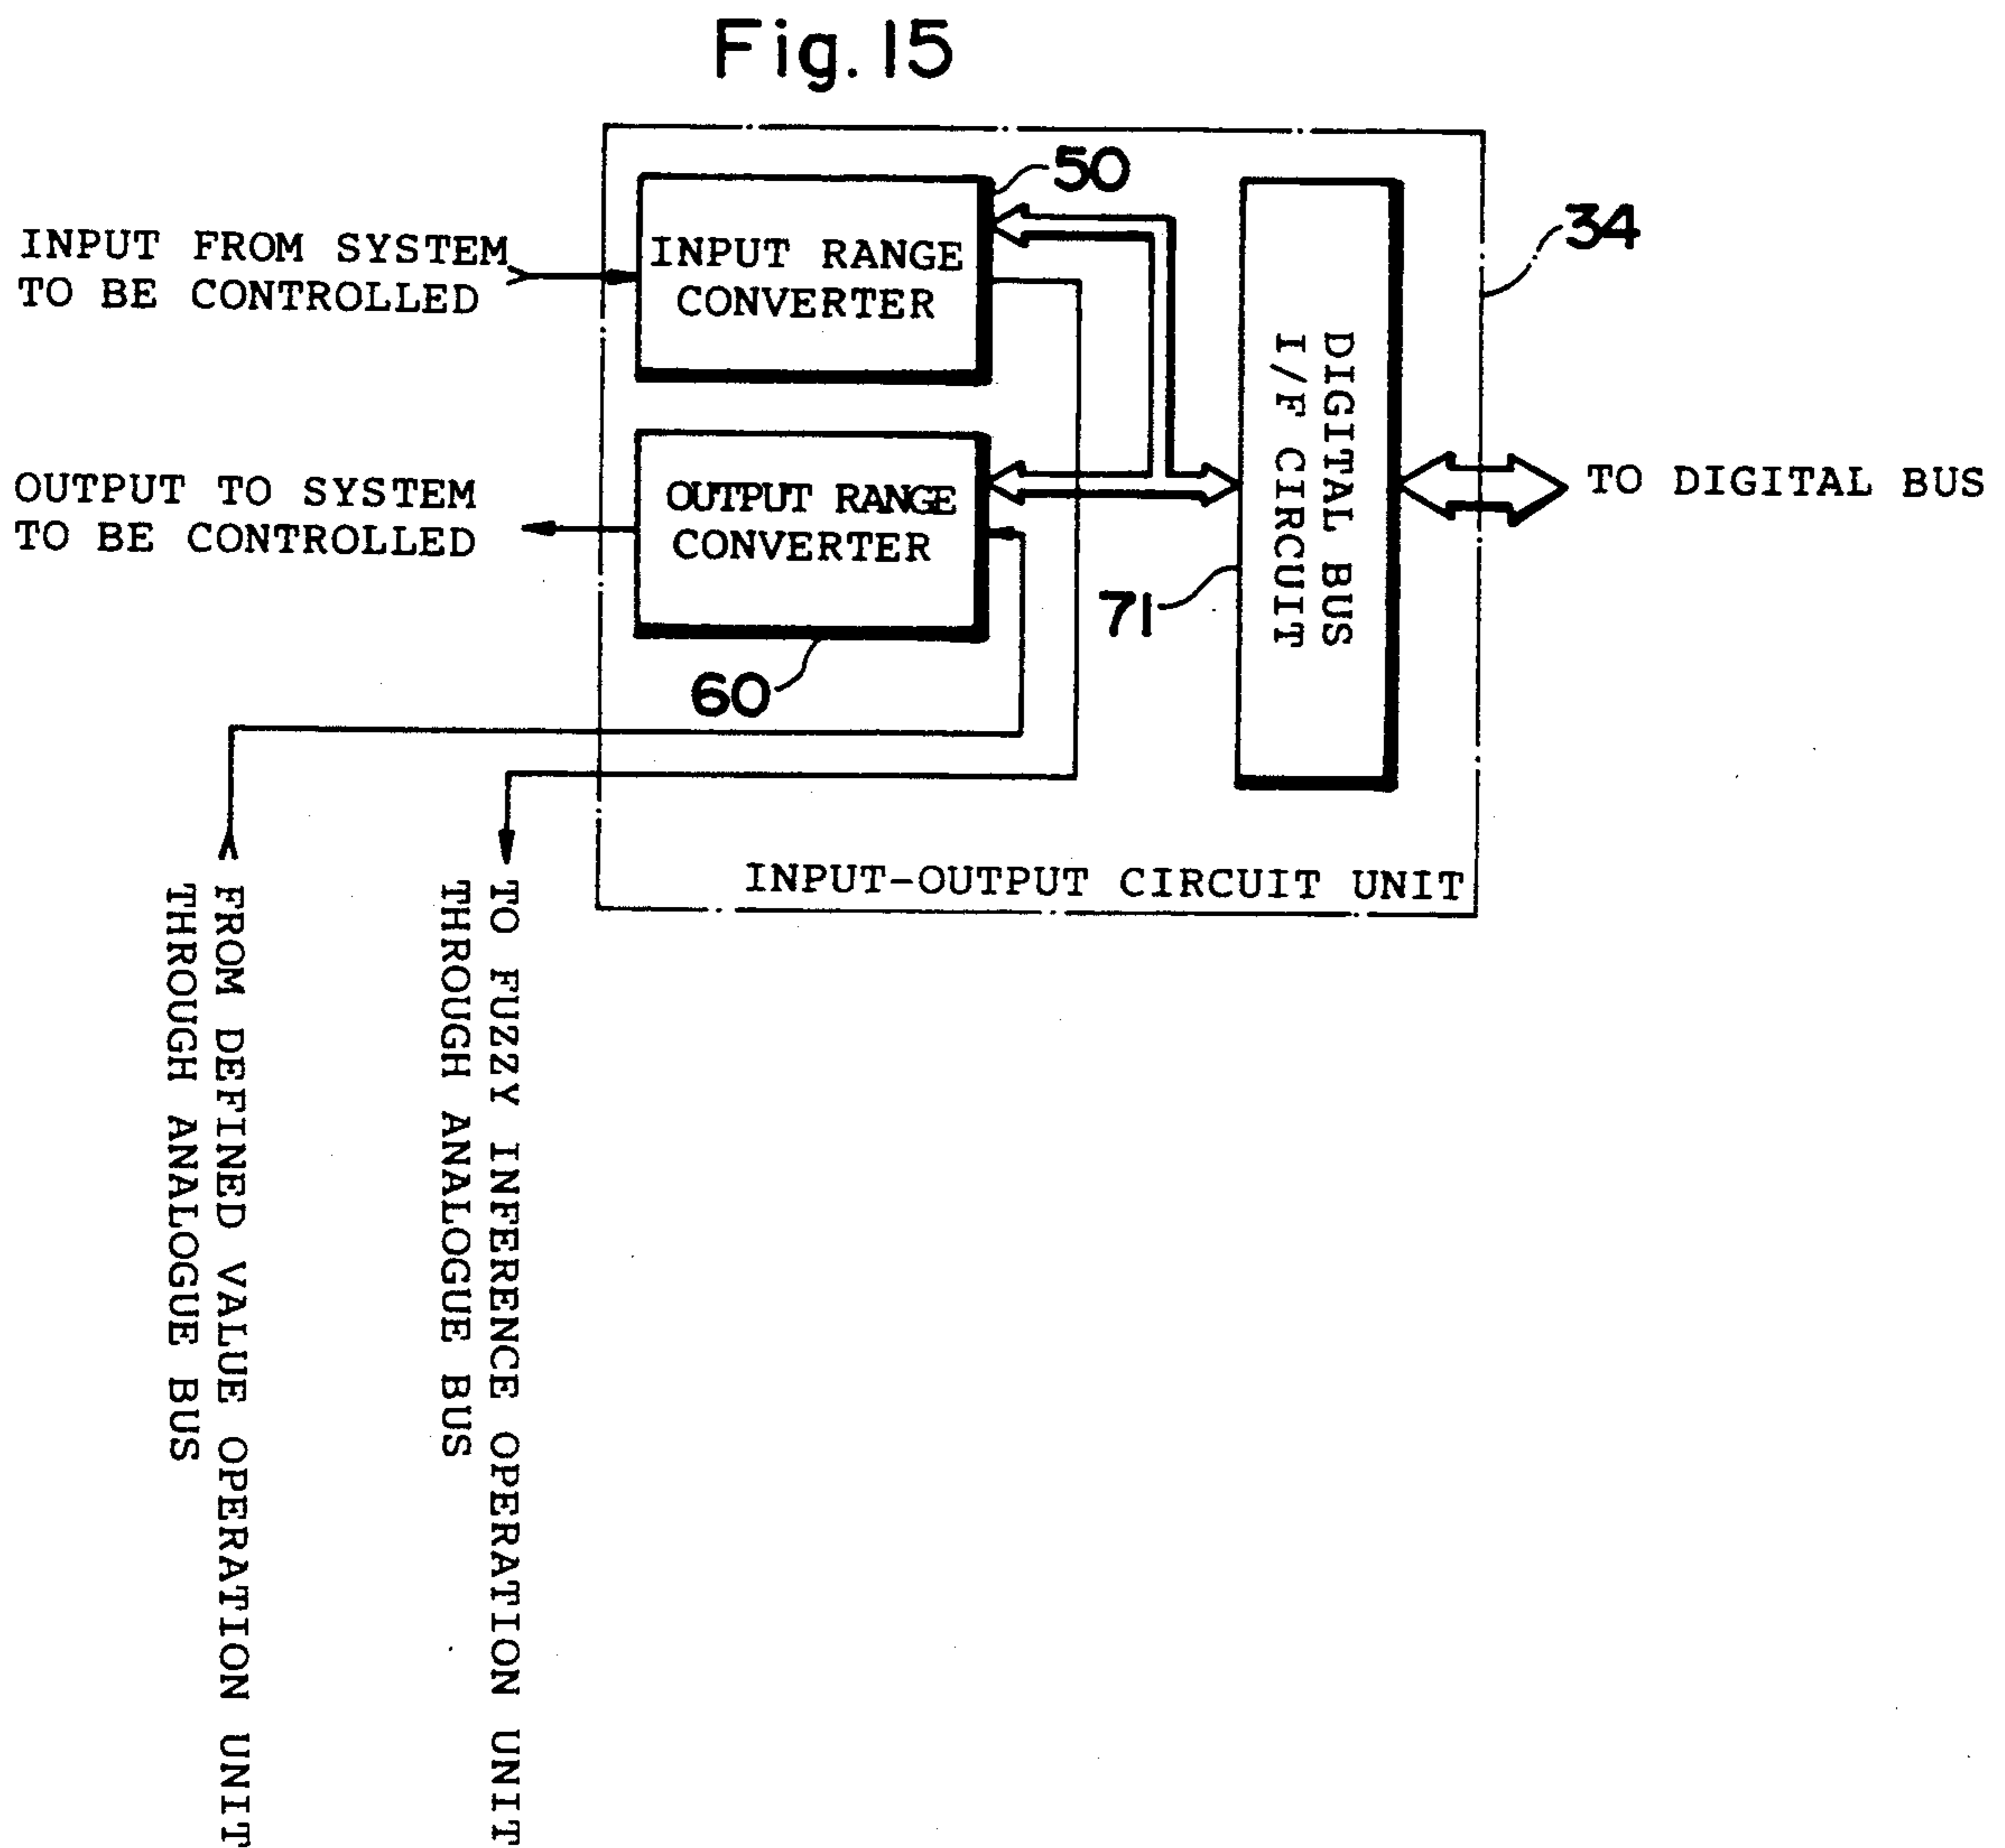 Fig. 15
50
34
INPUT FROM SYSTEM
TO BE CONTROLLED
INPUT RANGE
CONVERTER
DIGITAL BUS
I/F CIRCUIT
OUTPUT TO SYSTEM
TO BE CONTROLLED
OUTPUT RANGE
CONVERTER
TO DIGITAL BUS
71
60
INPUT-OUTPUT CIRCUIT UNIT
FROM DEFINED VALUE OPERATION UNIT
THROUGH ANALOGUE BUS
TO FUZZY INFERENCE OPERATION UNIT
THROUGH ANALOGUE BUS